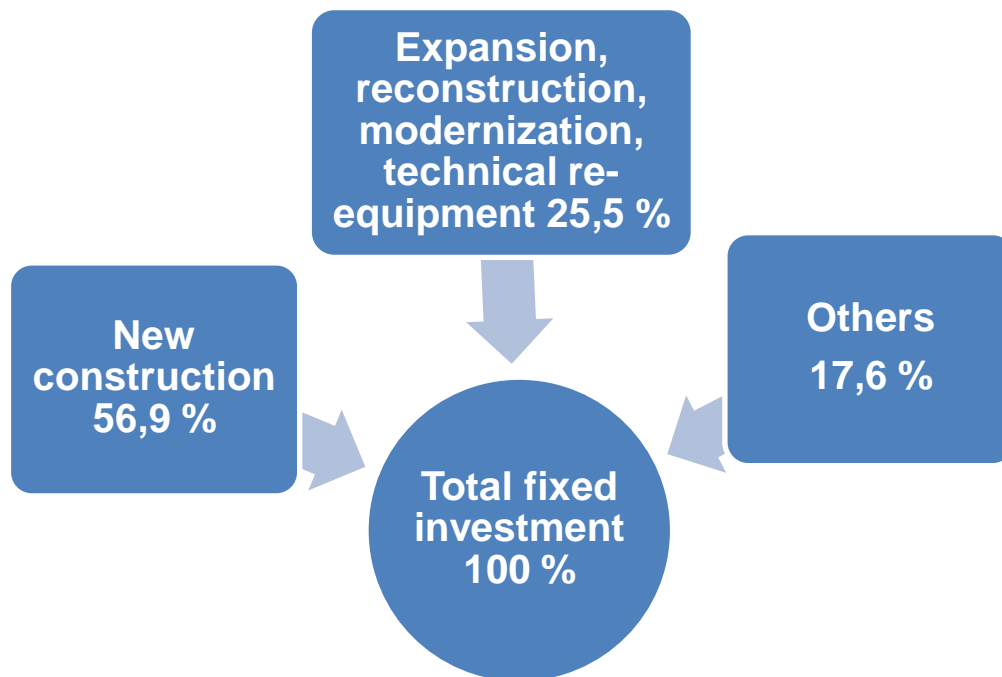 Expansion,
reconstruction,
modernization,
technical re-
equipment 25,5 %
New
construction
56,9 %
Others
17,6 %
Total fixed
investment
100 %